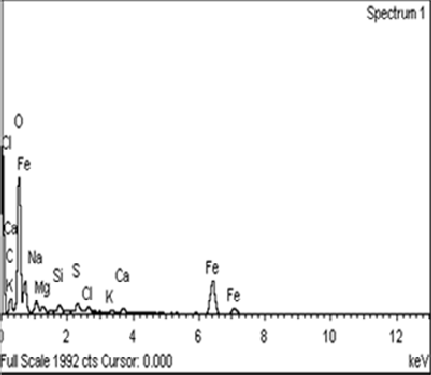 Spectrum 1
O
Cl
Fe
Ca
C
Na
K
Mg
Si
S
Cl
K
Ca
Fe
Fe
0 2 4 6 8 10 12
Full Scale 1992 cts Cursor: 0.000 keV